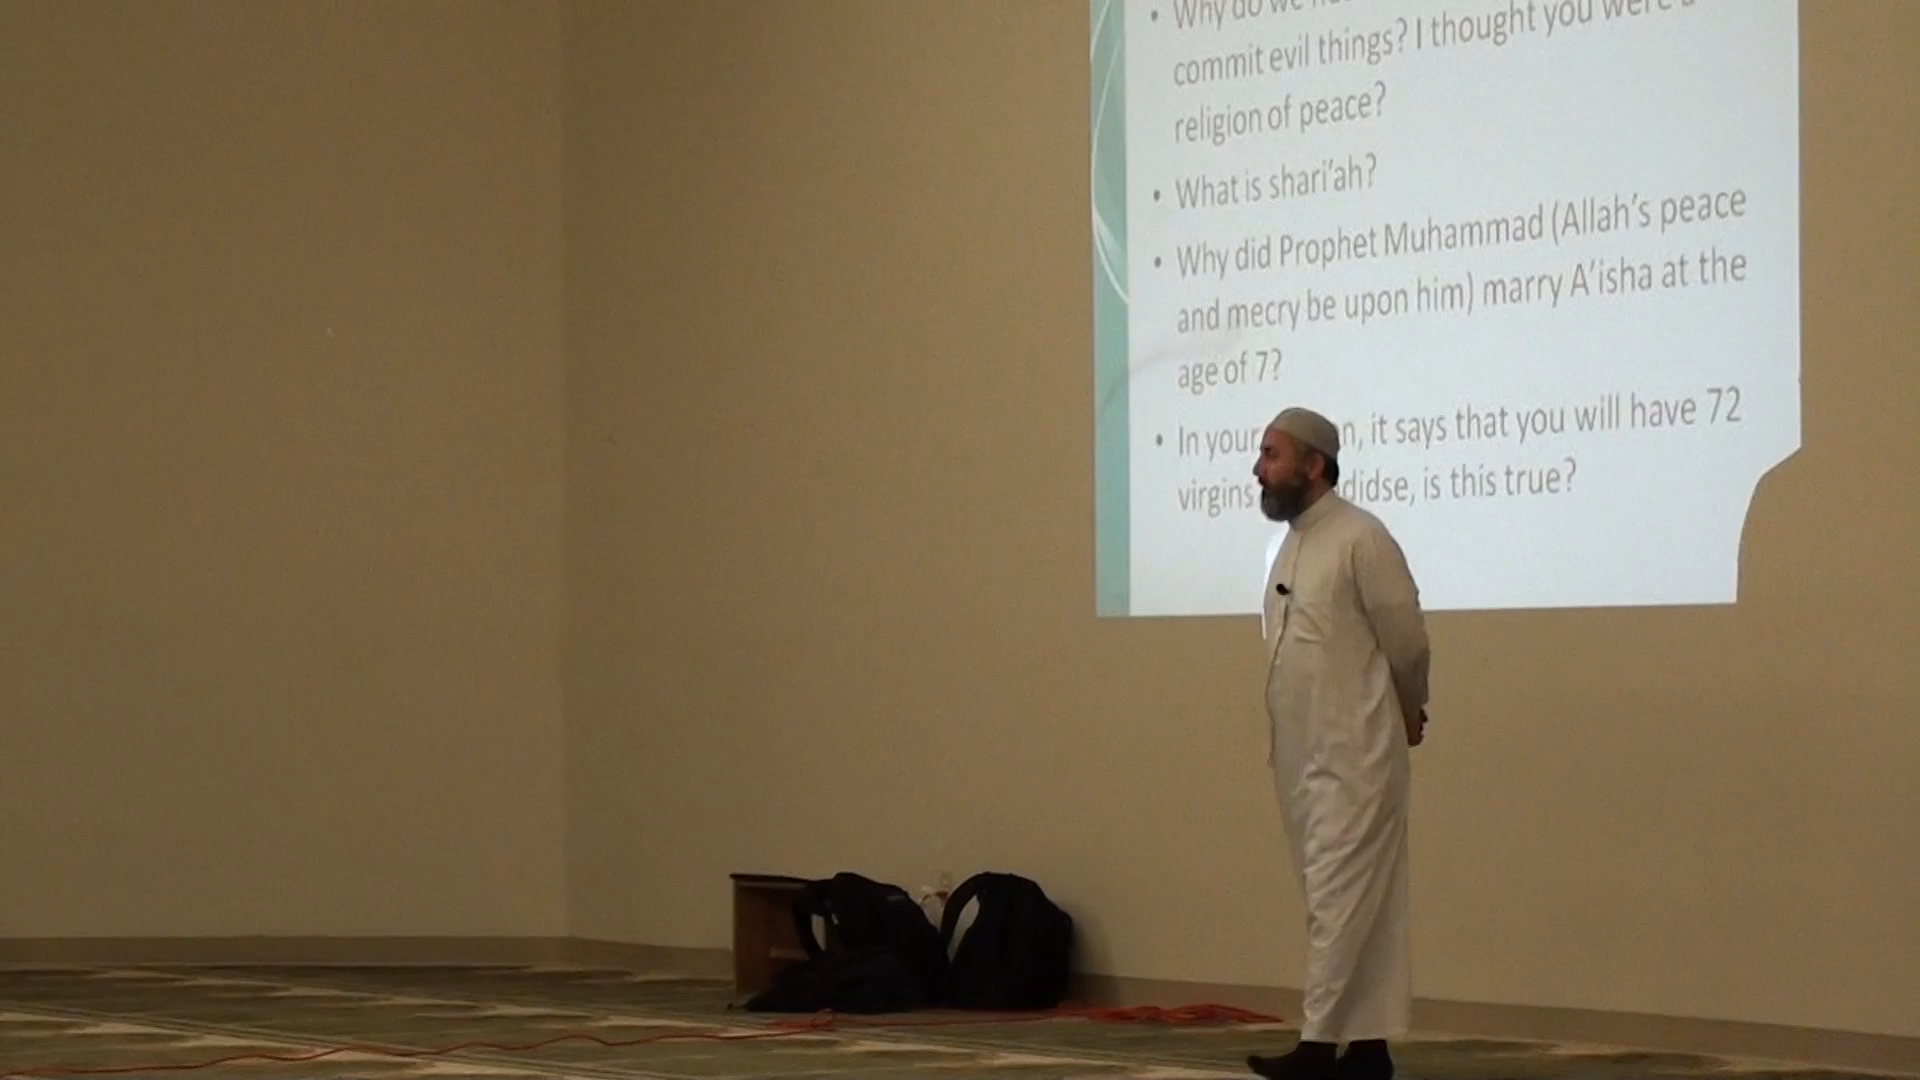 • Why do we
commit evil things? I thought you were a
religion of peace?
• What is shari'ah?
• Why did Prophet Muhammad (Allah's peace
and mecry be upon him) marry A'isha at the
age of 7?
• In your it says that you will have 72
virgins is this true?